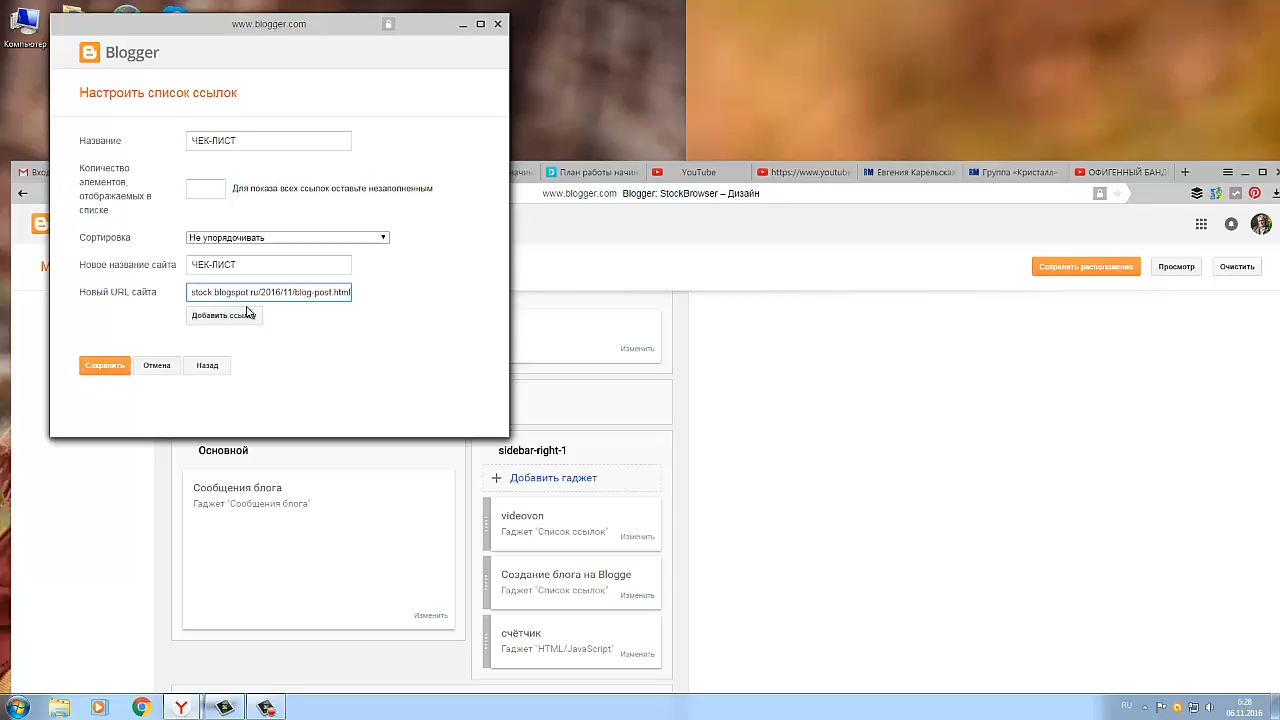 Компьютер
www.blogger.com
Blogger
Настроить список ссылок
Название
ЧЕК-ЛИСТ
Количество
элементов,
отображаемых в
списке
Для показа всех ссылок оставьте незаполненным
Сортировка
Не упорядочивать
Новое название сайта
ЧЕК-ЛИСТ
Новый URL сайта
stock.blogspot.ru/2016/11/blog-post.html
Добавить ссылку
Сохранить
Отмена
Назад
Вход
План работы начин
YouTube
https://www.youtube
Евгения Карельская
Группа «Кристалл»
ОФИГЕННЫЙ БАНД
www.blogger.com
Blogger: StockBrowser – Дизайн
Сохранить расположение
Просмотр
Очистить
Изменить
Основной
Сообщения блога
Гаджет "Сообщения блога"
Изменить
sidebar-right-1
Добавить гаджет
videovon
Гаджет "Список ссылок"
Изменить
Создание блога на Blogge
Гаджет "Список ссылок"
Изменить
счётчик
Гаджет "HTML/JavaScript"
Изменить
RU
6:28
06.11.2016